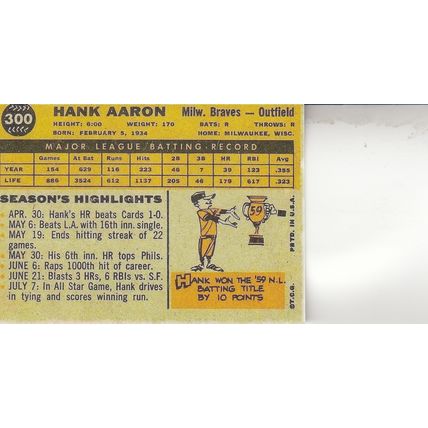 300
HANK AARON Milw. Braves — Outfield
HEIGHT: 6:00 WEIGHT: 170 BATS: R THROWS: R
BORN: FEBRUARY 5, 1934 HOME: MILWAUKEE, WISC.
MAJOR LEAGUE BATTING RECORD
Games At Bat Runs Hits 2B 3B HR RBI Avg.
YEAR 154 629 116 223 46 7 39 123 .355
LIFE 886 3524 612 1137 205 46 179 617 .323
SEASON'S HIGHLIGHTS
• APR. 30: Hank's HR beats Cards 1-0.
• MAY 6: Beats L.A. with 16th inn. single.
• MAY 19: Ends hitting streak of 22
games.
• MAY 30: His 6th inn. HR tops Phils.
• JUNE 6: Raps 1000th hit of career.
• JUNE 21: Blasts 3 HRs, 6 RBIs vs. S.F.
• JULY 7: In All Star Game, Hank drives
in tying and scores winning run.
59
HANK WON THE '59 N.L.
BATTING TITLE
BY 10 POINTS
©T.C.G. PRTD. IN U.S.A.